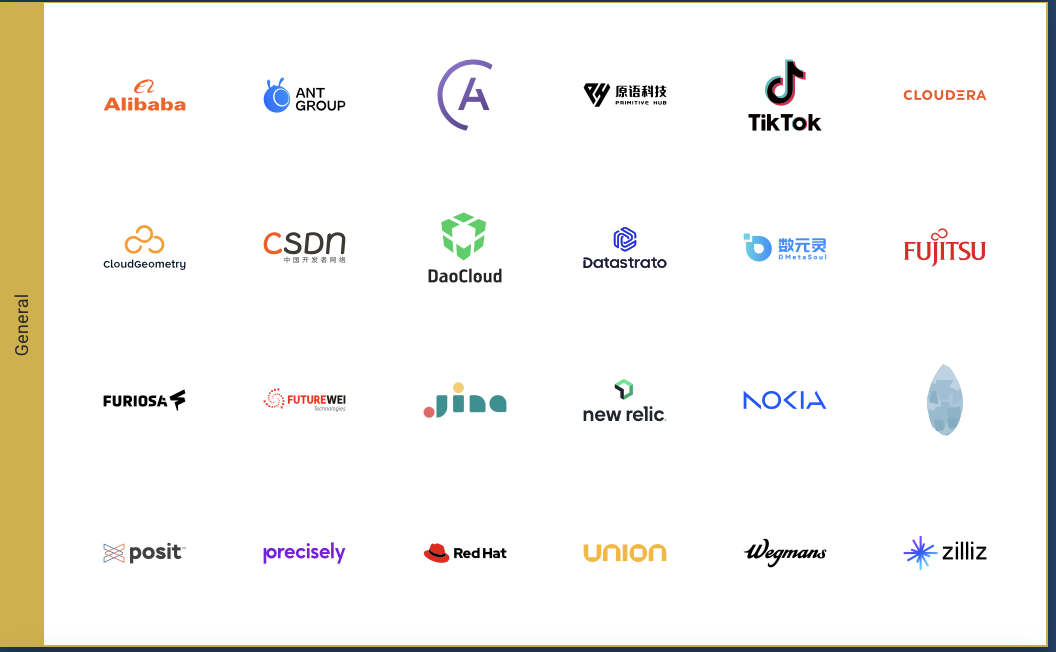 General
Alibaba
ANT
GROUP
A
原语科技
PRIMITIVE HUB
TikTok
CLOUDERA
CloudGeometry
CSDN
中国开发者网络
DaoCloud
Datastrato
数元灵
DMetaSoul
FUJITSU
FURIOSA
FUTUREWEI
Technologies
jina
new relic.
NOKIA
posit™
precisely
Red Hat
UNION
Wegmans
zilliz